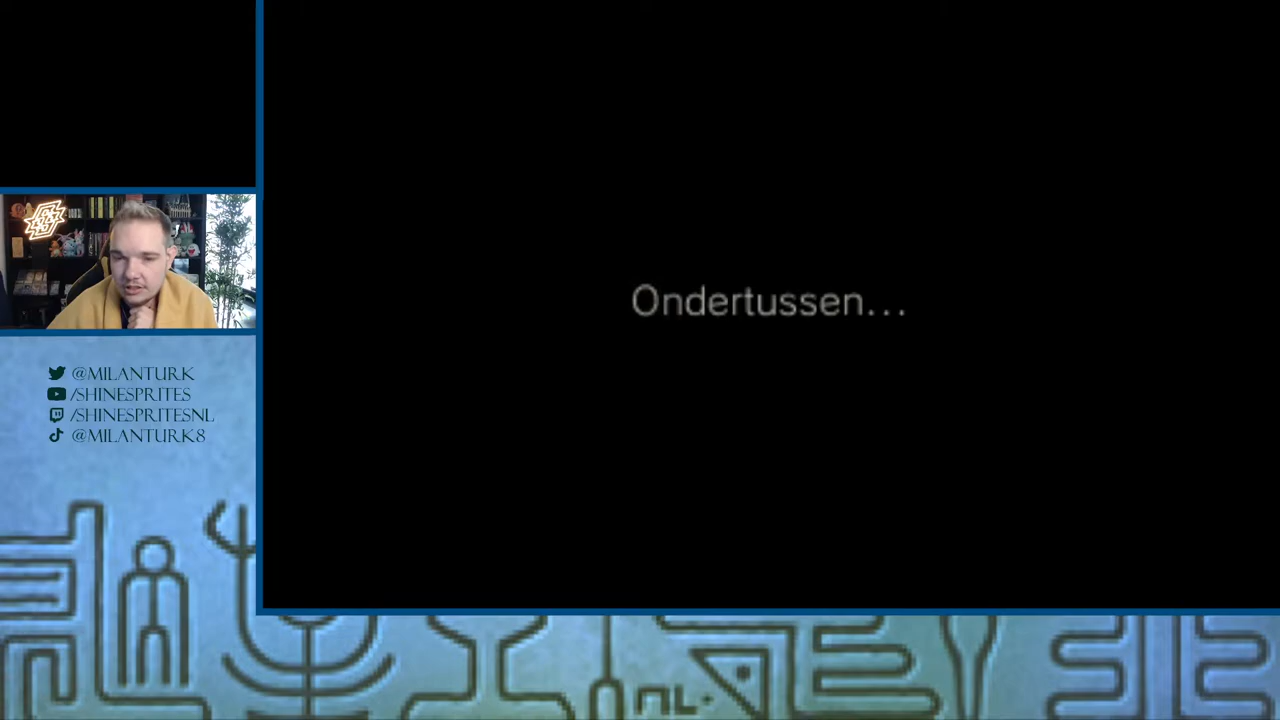 Ondertussen...
@MILANTURK
/SHINESPRITES
/SHINESPRITESNL
@MILANTURK8